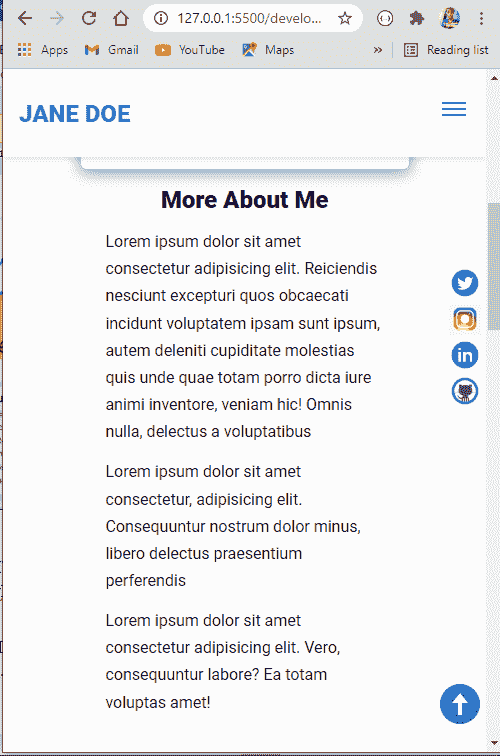 127.0.0.1:5500/develo...
Apps Gmail YouTube Maps » Reading list
JANE DOE
More About Me
Lorem ipsum dolor sit amet
consectetur adipisicing elit. Reiciendis
nesciunt excepturi quos obcaecati
incidunt voluptatem ipsam sunt ipsum,
autem deleniti cupiditate molestias
quis unde quae totam porro dicta iure
animi inventore, veniam hic! Omnis
nulla, delectus a voluptatibus
Lorem ipsum dolor sit amet
consectetur, adipisicing elit.
Consequuntur nostrum dolor minus,
libero delectus praesentium
perferendis
Lorem ipsum dolor sit amet
consectetur adipisicing elit. Vero,
consequuntur labore? Ea totam
voluptas amet!